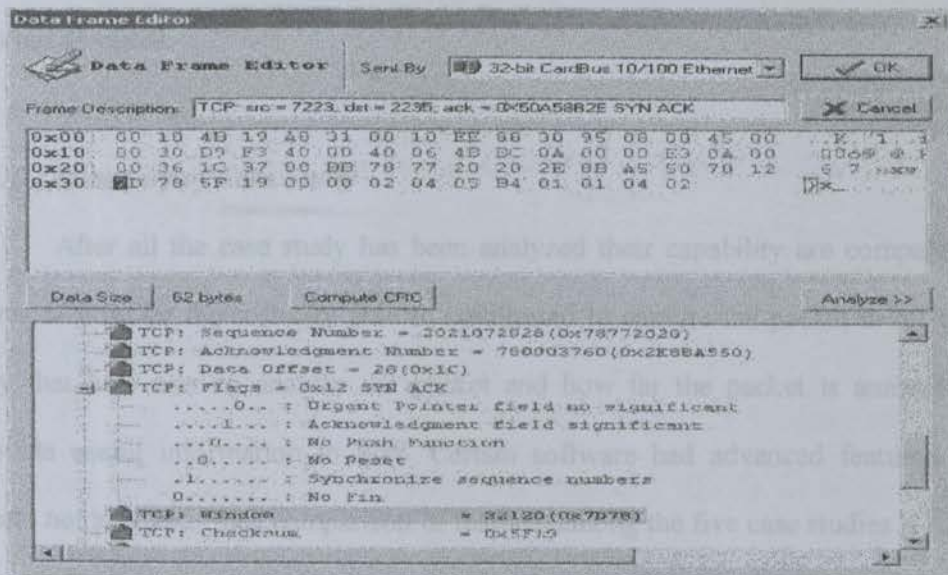 Data Frame Editor
Data Frame Editor Sent By 32-bit CardBus 10/100 Ethernet OK
Frame Description: TCP: src = 7223, dst = 2235, ack = 0X50A58B2E SYN ACK Cancel
0x00: 00 10 4B 19 A8 31 00 10 EE 88 30 95 08 00 45 00
0x10: 00 30 D9 F3 40 00 40 06 4B BC 0A 00 00 E3 0A 00
0x20: 00 36 1C 37 00 BB 78 77 20 20 2E 8B A5 50 70 12
0x30: 7D 78 5F 19 00 00 02 04 05 B4 01 01 04 02
After all the case study has been analyzed their capability are
Data Size 62 bytes Compute CRC Analyze >>
TCP: Sequence Number = 2021072928(0x78772020)
TCP: Acknowledgment Number = 780903760(0x2E8BA550)
TCP: Data Offset = 28(0x1C)
TCP: Flags = 0x12 SYN ACK
and how far the packet is
.....0... : Urgent Pointer field no significant
.....1... : Acknowledgment field significant
....0.... : No Push Function
..0..... : No Reset
software had advanced
.1...... : Synchronize sequence numbers
0....... : No Fin
TCP: Window = 32120(0x7D78)
the five case studies
TCP: Checksum = 0x5F19